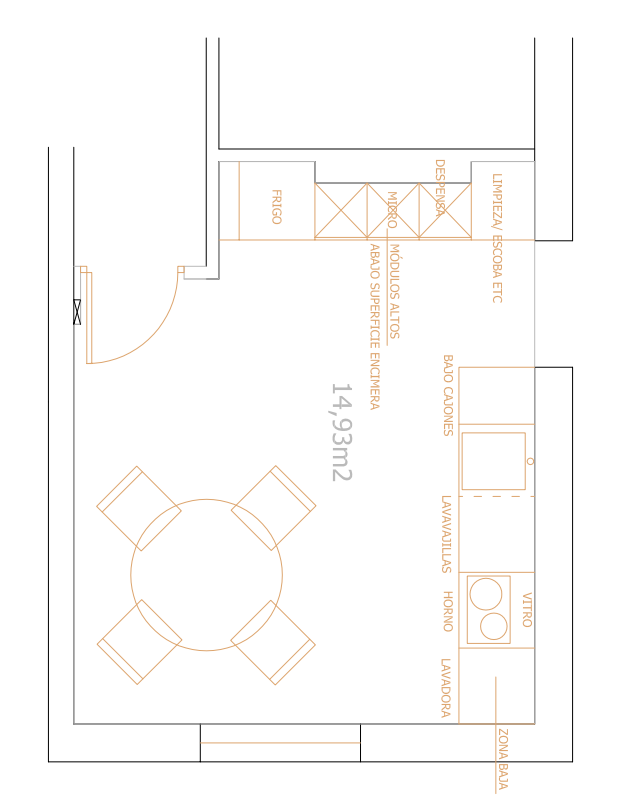 DESPENSA
FRIGO
MICRO
LIMPIEZA/ ESCOBA ETC
MÓDULOS ALTOS
ABAJO SUPERFICIE ENCIMERA
BAJO CAJONES
14,93m2
LAVAVAJILLAS
HORNO
VITRO
LAVADORA
ZONA BAJA